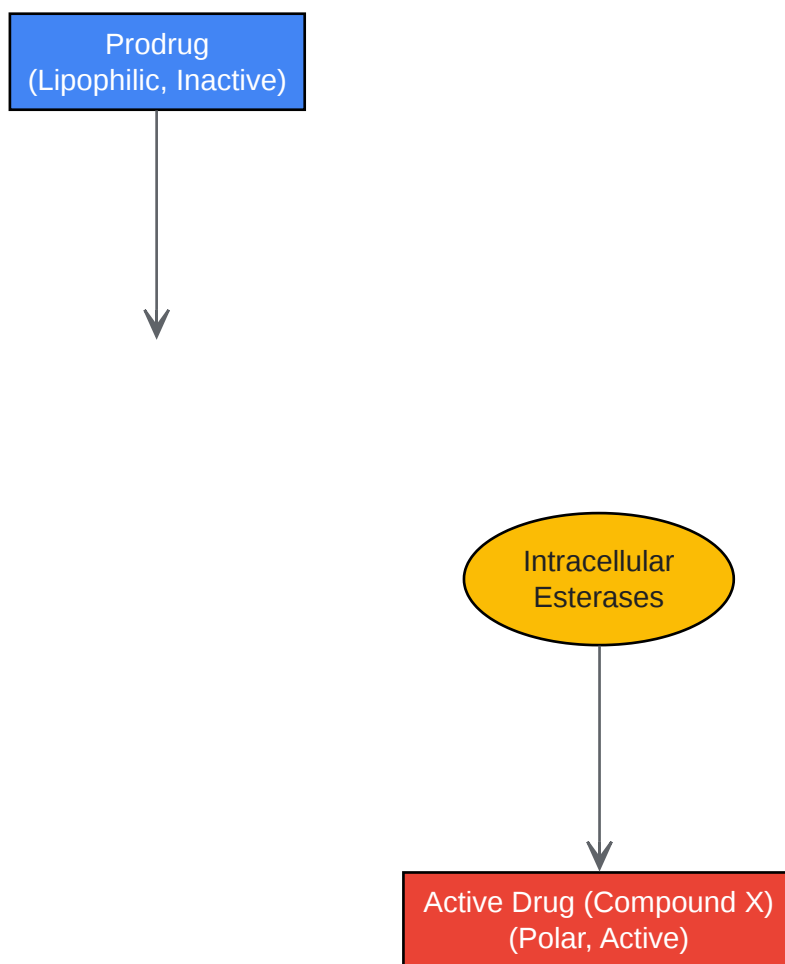 Prodrug
(Lipophilic, Inactive)
Intracellular
Esterases
Active Drug (Compound X)
(Polar, Active)